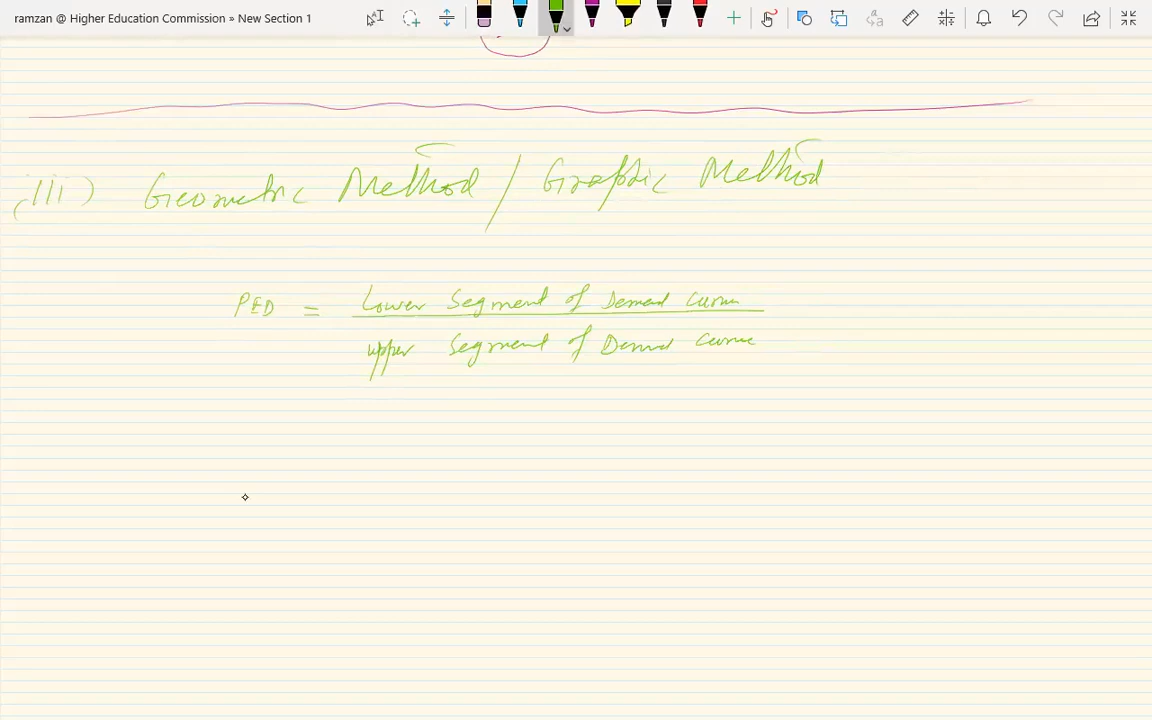 ramzan @ Higher Education Commission » New Section 1
(iii) Geometric Method / Graphic Method
PED = Lower Segment of Demand Curve
upper Segment of Demand Curve